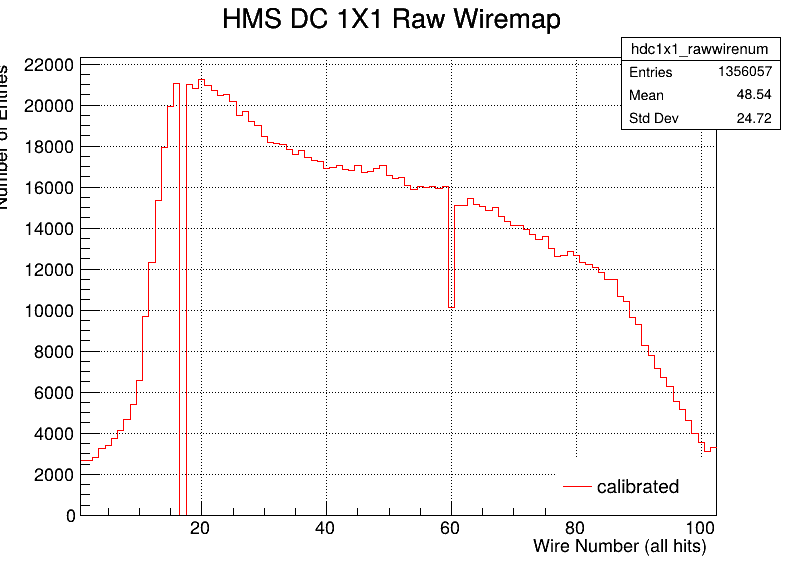 HMS DC 1X1 Raw Wiremap
hdc1x1_rawwirenum
Entries 1356057
Mean 48.54
Std Dev 24.72
Number of Entries
22000
20000
18000
16000
14000
12000
10000
8000
6000
4000
2000
0
calibrated
20 40 60 80 100
Wire Number (all hits)